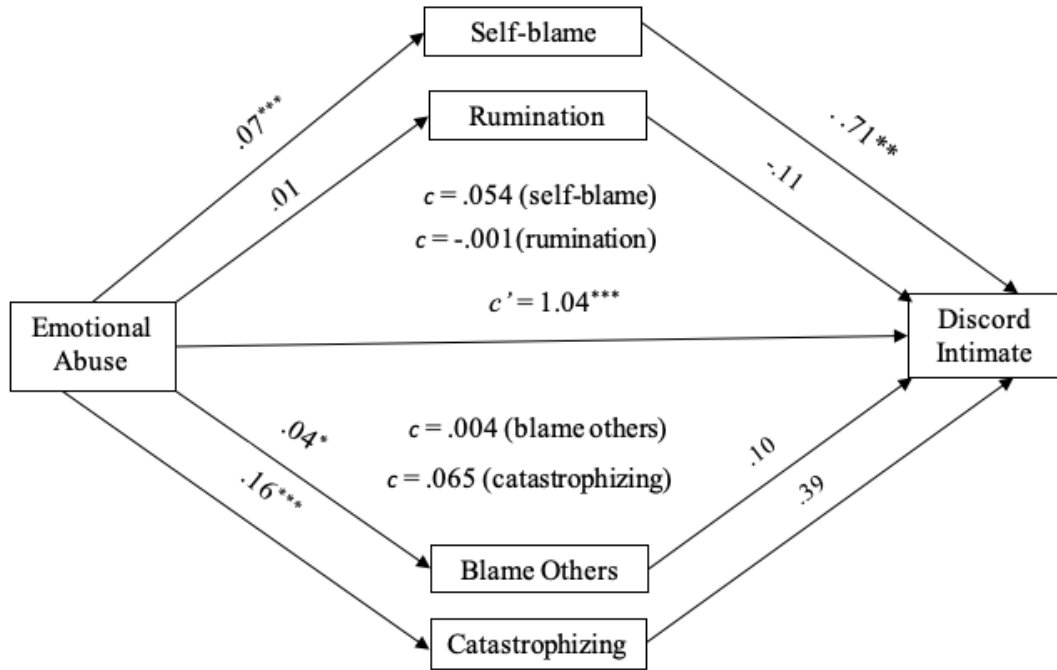 Self-blame
.07***
. .71**
Rumination
.01
-.11
c = .054 (self-blame)
c = -.001(rumination)
c’ = 1.04***
Emotional
Abuse
Discord
Intimate
.04*
c = .004 (blame others)
.10
.16***
c = .065 (catastrophizing)
.39
Blame Others
Catastrophizing